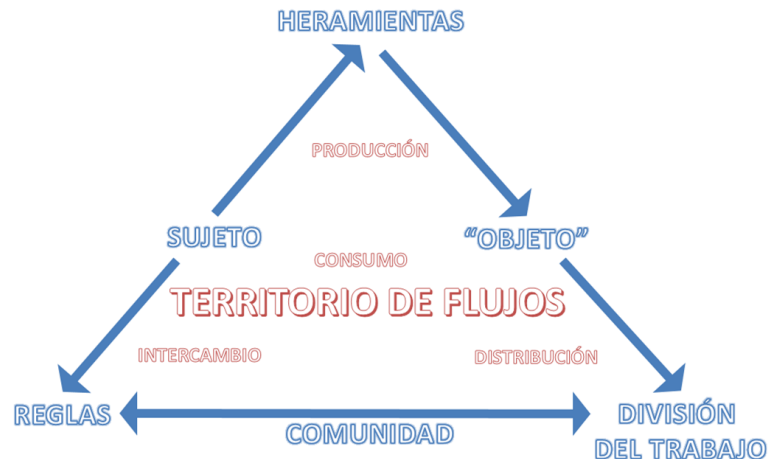 HERAMIENTAS
PRODUCCIÓN
SUJETO
“OBJETO”
CONSUMO
TERRITORIO DE FLUJOS
INTERCAMBIO
DISTRIBUCIÓN
REGLAS
COMUNIDAD
DIVISIÓN
DEL TRABAJO